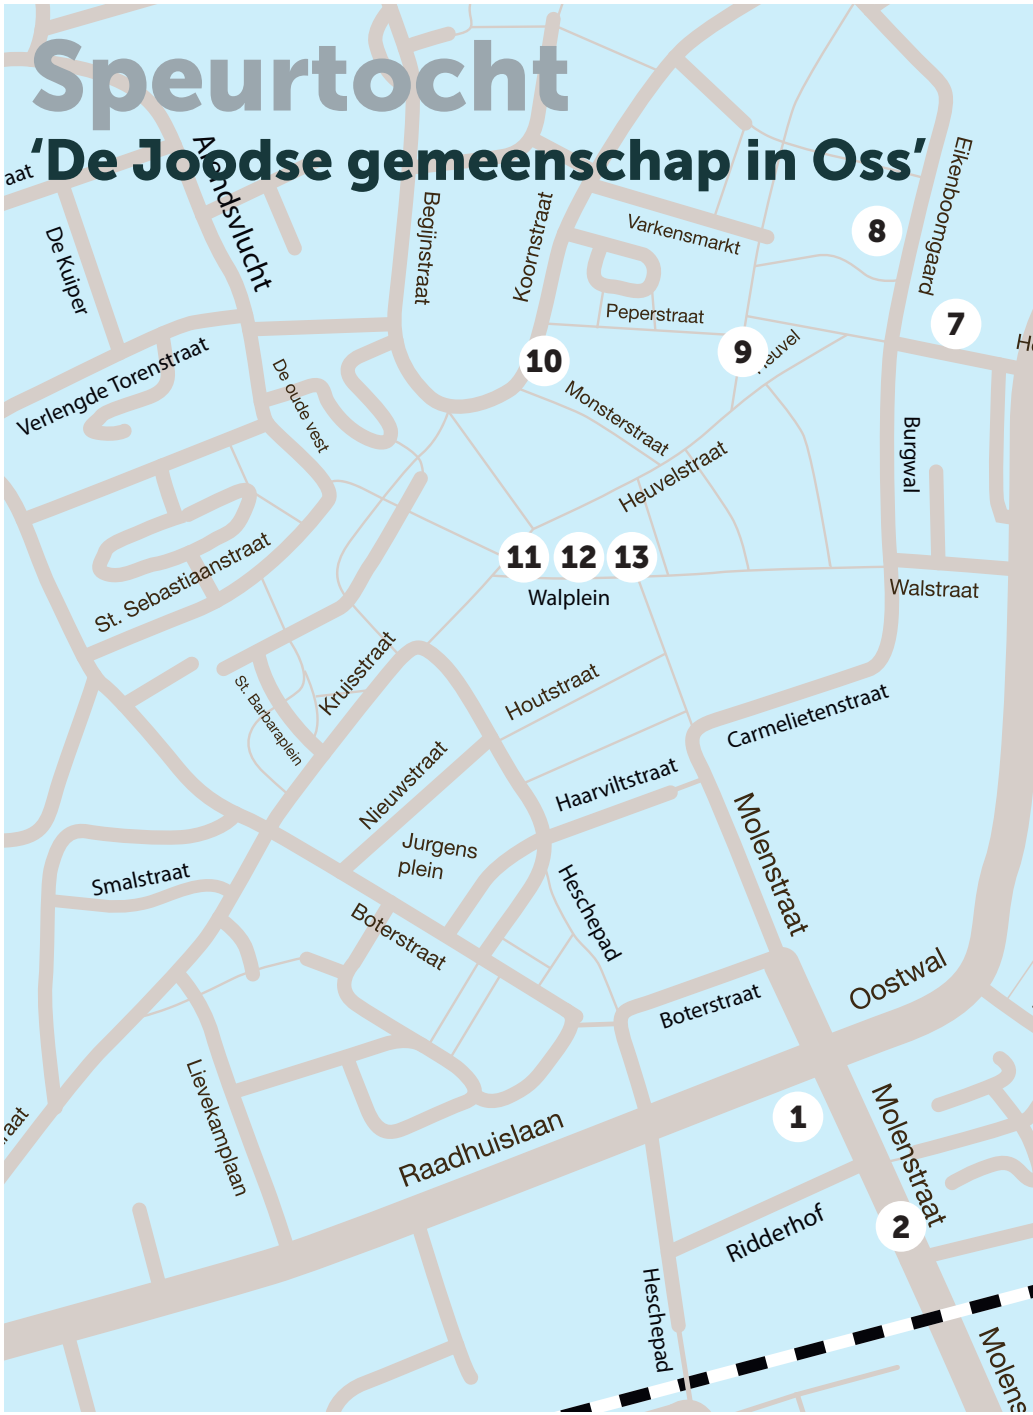 Speurtocht
‘De Joodse gemeenschap in Oss’
Eikenboomgaard
De Kuiper
Begijnstraat
Koornstraat
Varkensmarkt
8
Peperstraat
7
Verlengde Torenstraat
De oude vest
10
9
Monsterstraat
Heuvelstraat
Burgwal
St. Sebastiaanstraat
11
12
13
Walplein
Walstraat
Kruisstraat
St. Barbaraplein
Houtstraat
Carmelietenstraat
Nieuwstraat
Haarviltstraat
Jurgens
plein
Molenstraat
Smalstraat
Heschepad
Boterstraat
Oostwal
Boterstraat
Lievekamplaan
1
Molenstraat
Raadhuislaan
2
Ridderhof
Heschepad
Molens